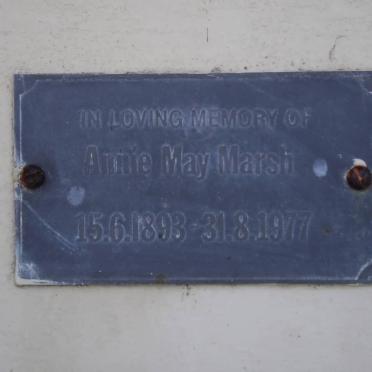 IN LOVING MEMORY OF
Annie May Marsh
15.6.1893 - 31.8.1977